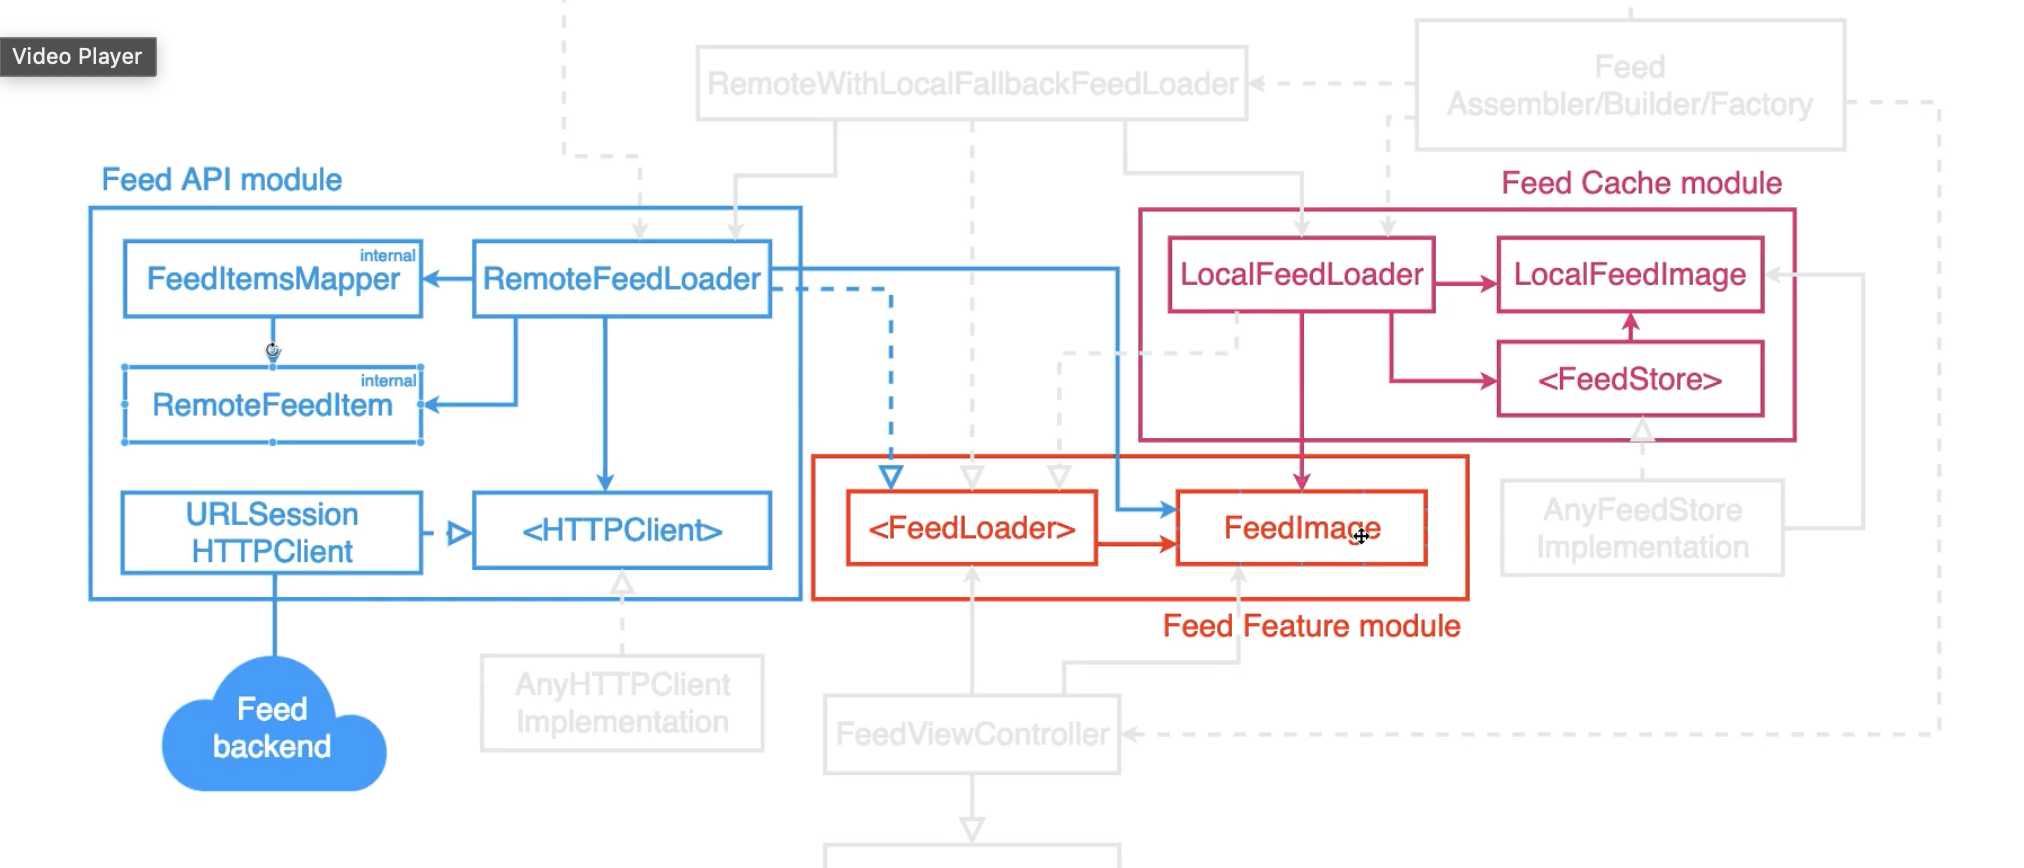 Video Player
RemoteWithLocalFallbackFeedLoader
Feed
Assembler/Builder/Factory
Feed API module
Feed Cache module
internal
FeedItemsMapper
RemoteFeedLoader
LocalFeedLoader
LocalFeedImage
internal
RemoteFeedItem
<FeedStore>
URLSession
HTTPClient
<HTTPClient>
<FeedLoader>
FeedImage
AnyFeedStore
Implementation
Feed Feature module
Feed
backend
AnyHTTPClient
Implementation
FeedViewController